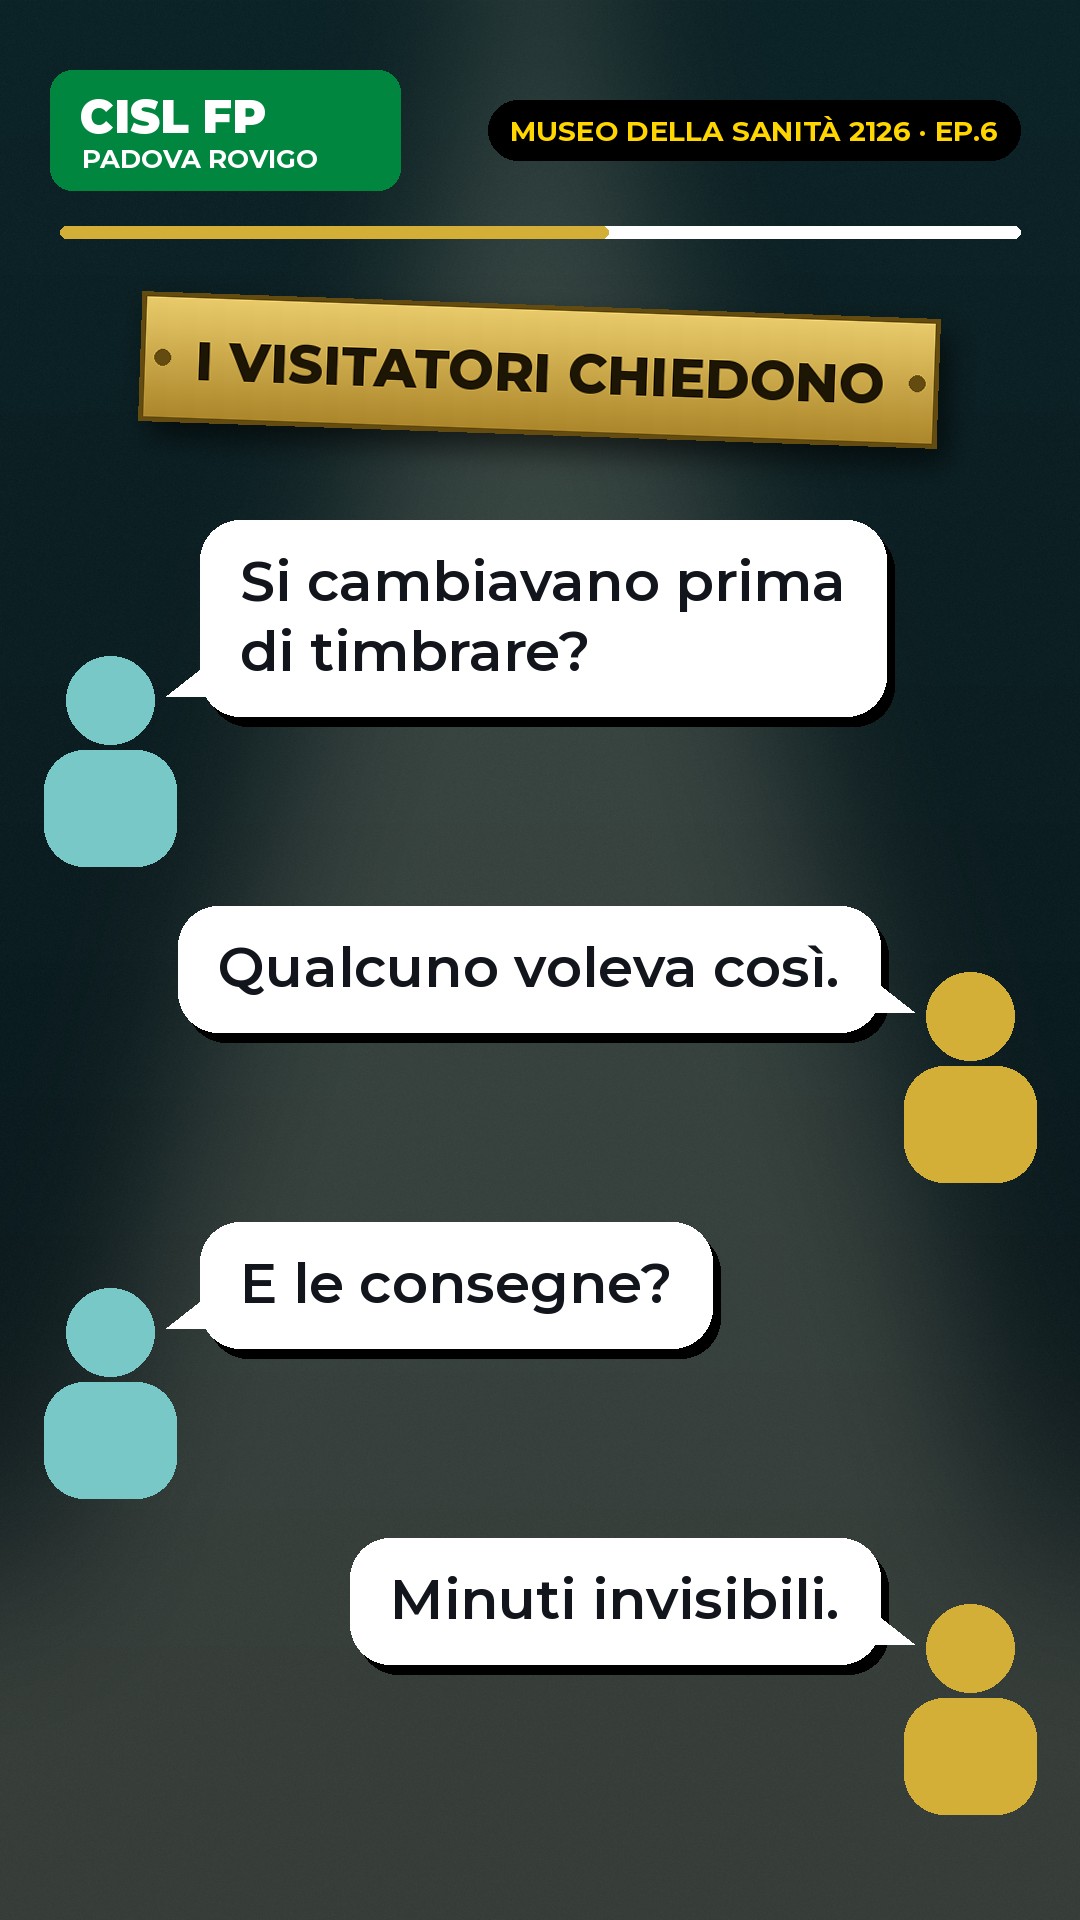 CISL FP
PADOVA ROVIGO
MUSEO DELLA SANITÀ 2126 · EP.6
I VISITATORI CHIEDONO
Si cambiavano prima
di timbrare?
Qualcuno voleva così.
E le consegne?
Minuti invisibili.